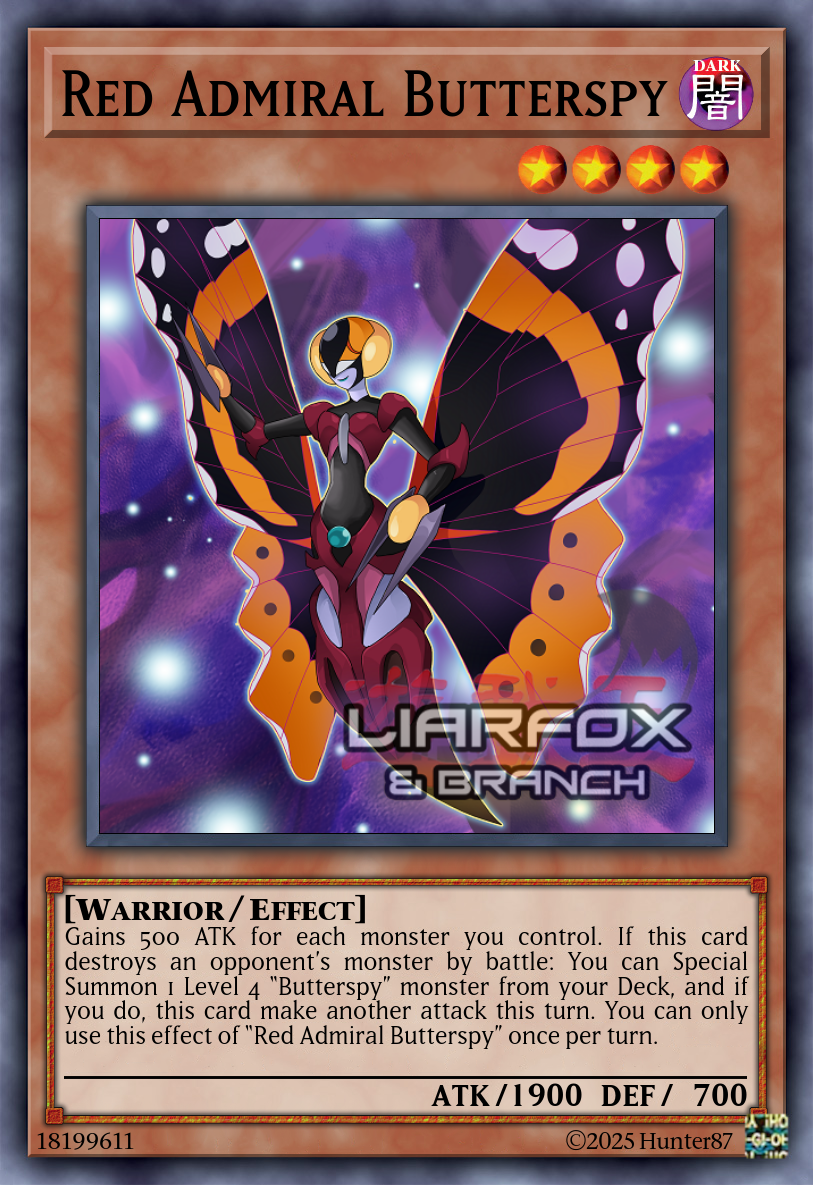 Red Admiral Butterspy
DARK
闇
LIARFOX
& BRANCH
[Warrior / Effect]
Gains 500 ATK for each monster you control. If this card
destroys an opponent's monster by battle: You can Special
Summon 1 Level 4 "Butterspy" monster from your Deck, and if
you do, this card make another attack this turn. You can only
use this effect of "Red Admiral Butterspy" once per turn.
ATK / 1900 DEF / 700
18199611
©2025 Hunter87